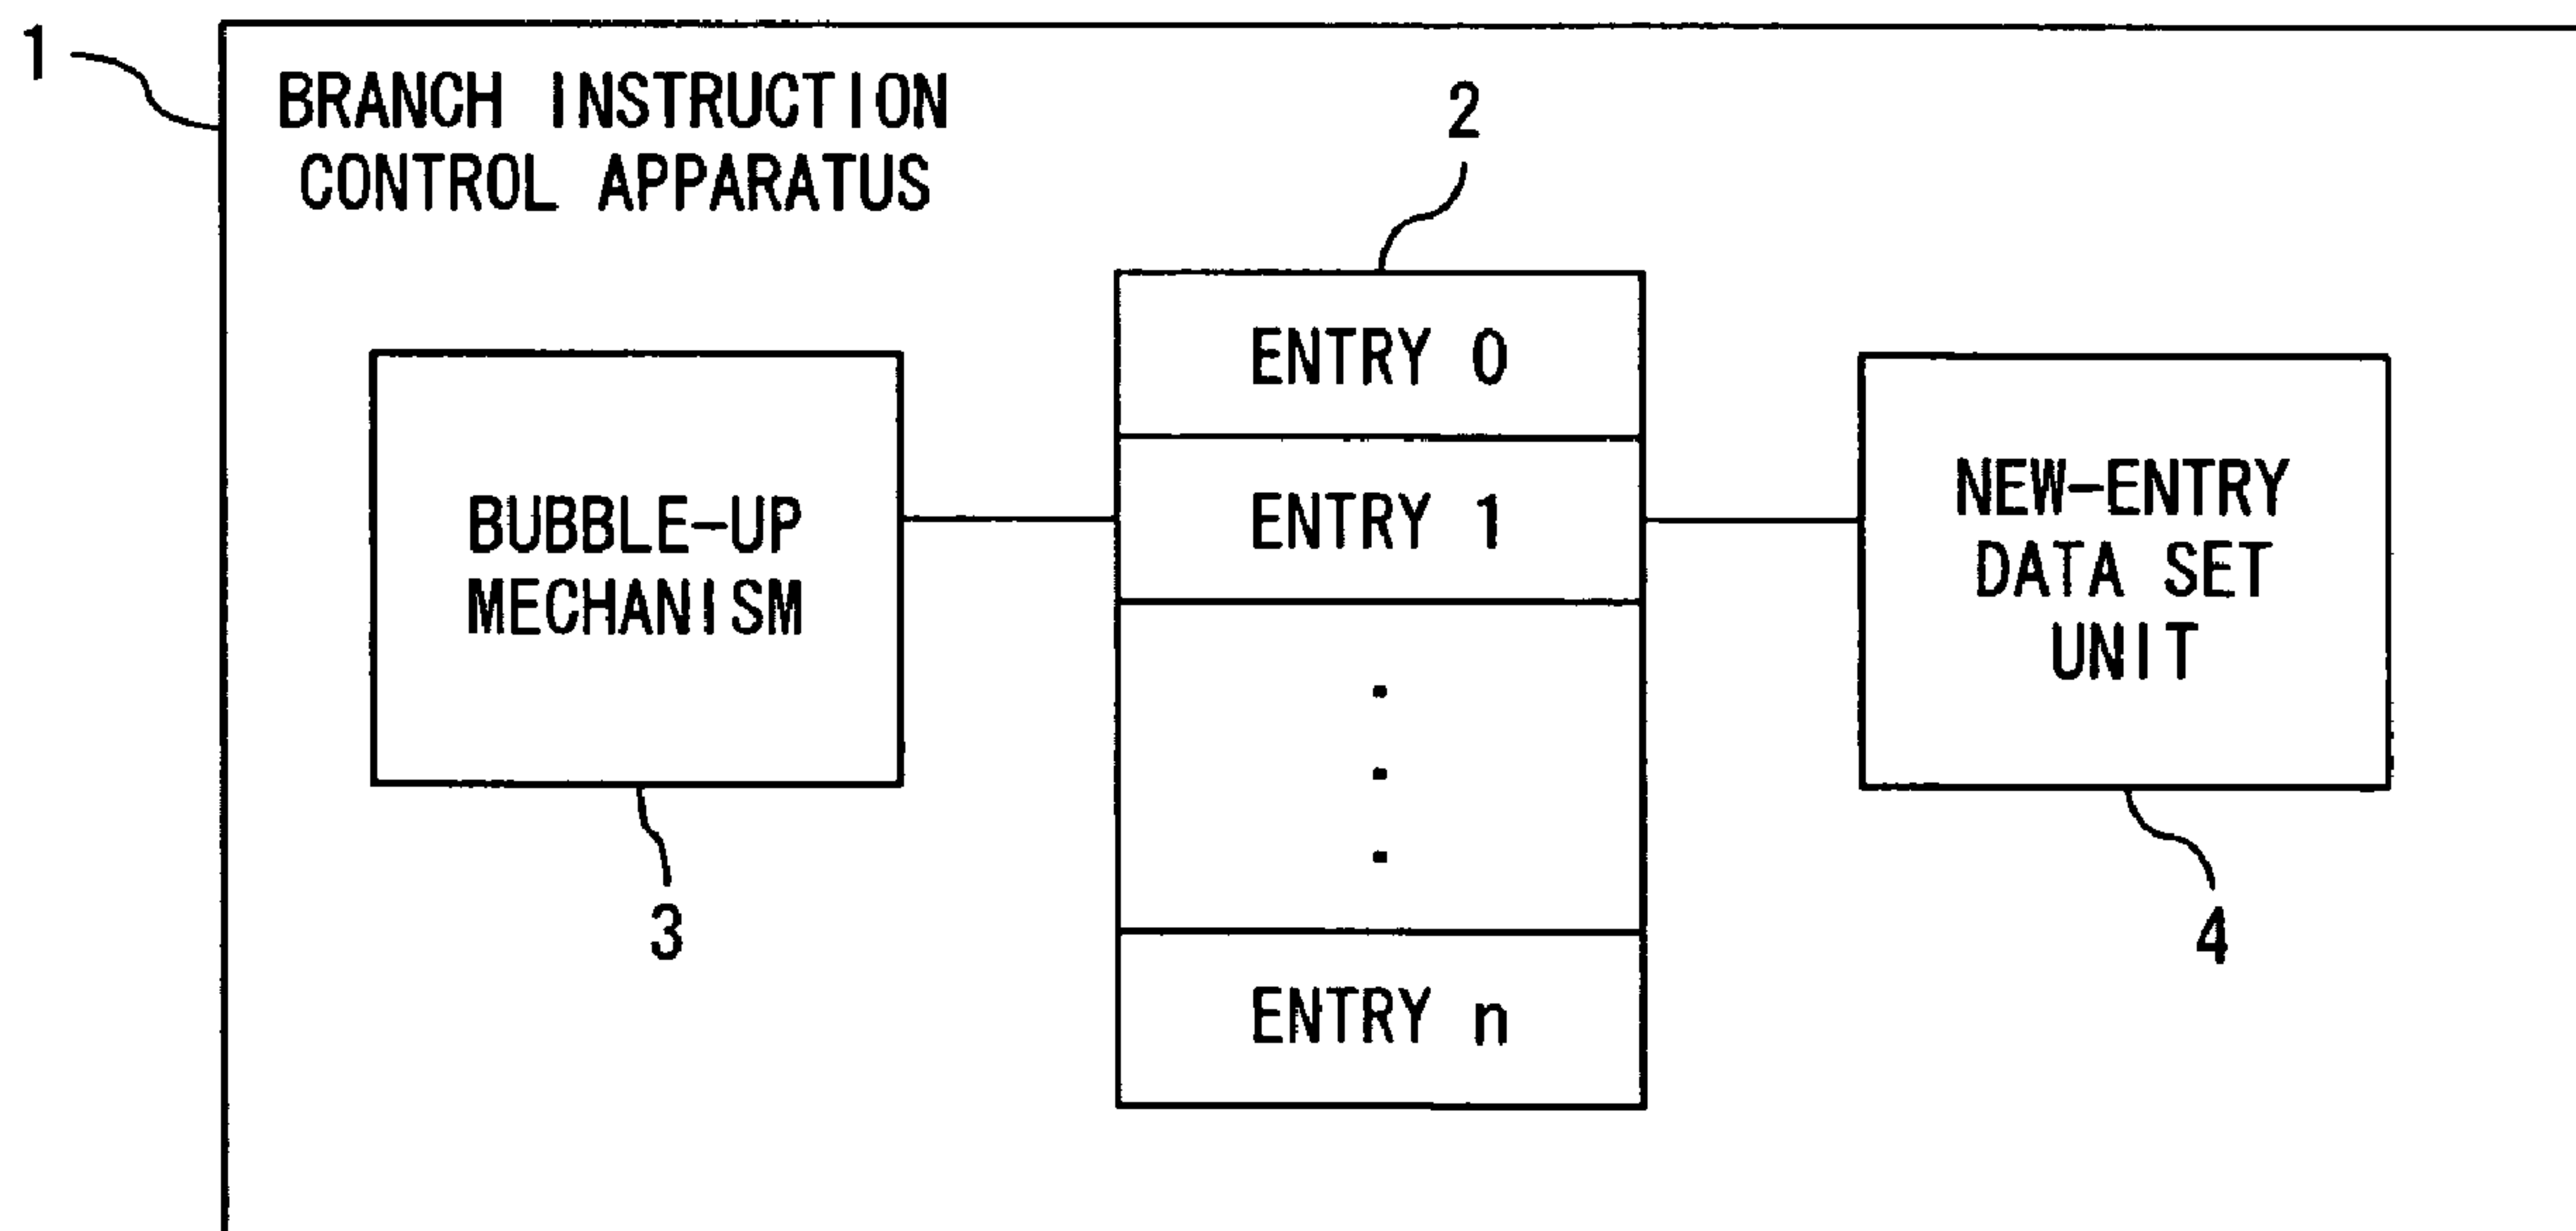 1
BRANCH INSTRUCTION
CONTROL APPARATUS
2
ENTRY 0
ENTRY 1
ENTRY n
BUBBLE-UP
MECHANISM
3
NEW-ENTRY
DATA SET
UNIT
4